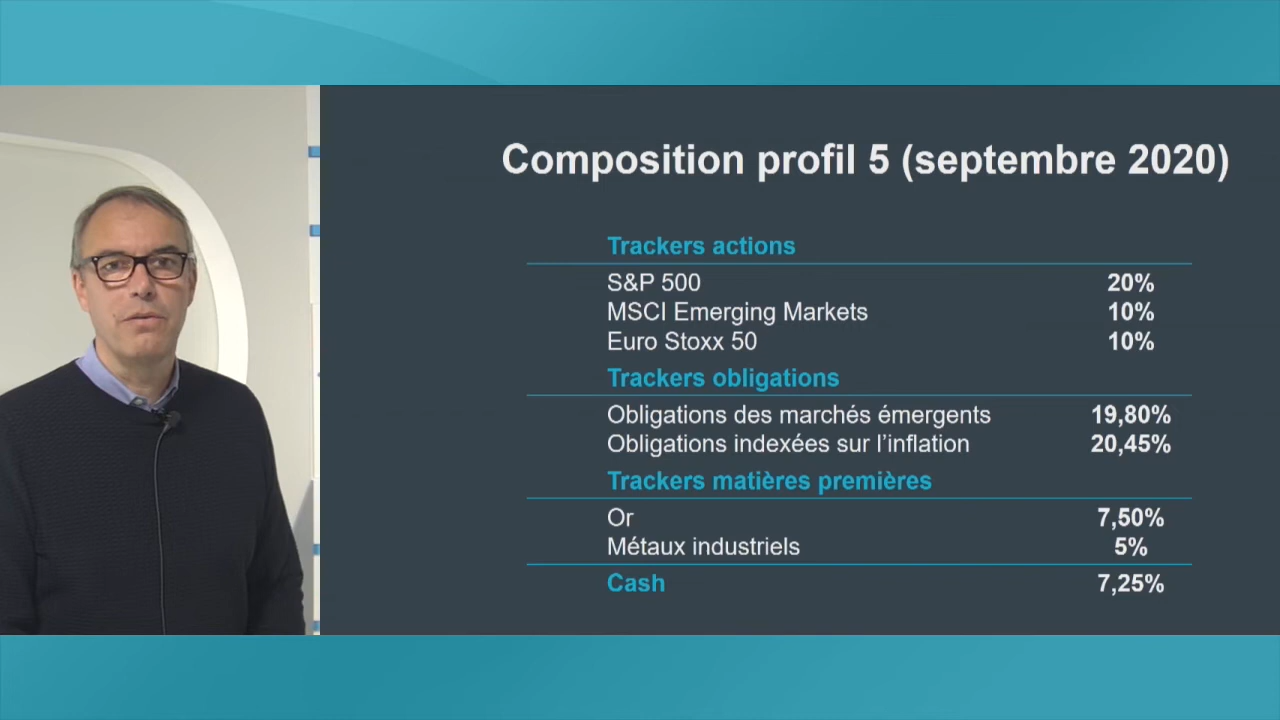 Composition profil 5 (septembre 2020)
Trackers actions
S&P 500 20%
MSCI Emerging Markets 10%
Euro Stoxx 50 10%
Trackers obligations
Obligations des marchés émergents 19,80%
Obligations indexées sur l’inflation 20,45%
Trackers matières premières
Or 7,50%
Métaux industriels 5%
Cash 7,25%